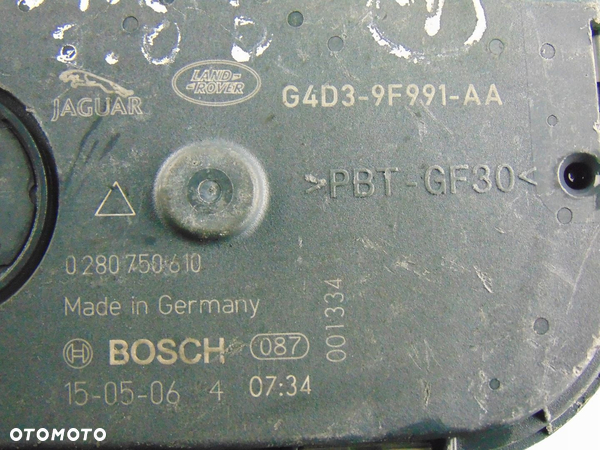 JAGUAR
LAND ROVER
G4D3-9F991-AA
>PBT-GF30<
0 280 750 610
Made in Germany
001334
BOSCH 087
15-05-06 4 07:34
OTOMOTO